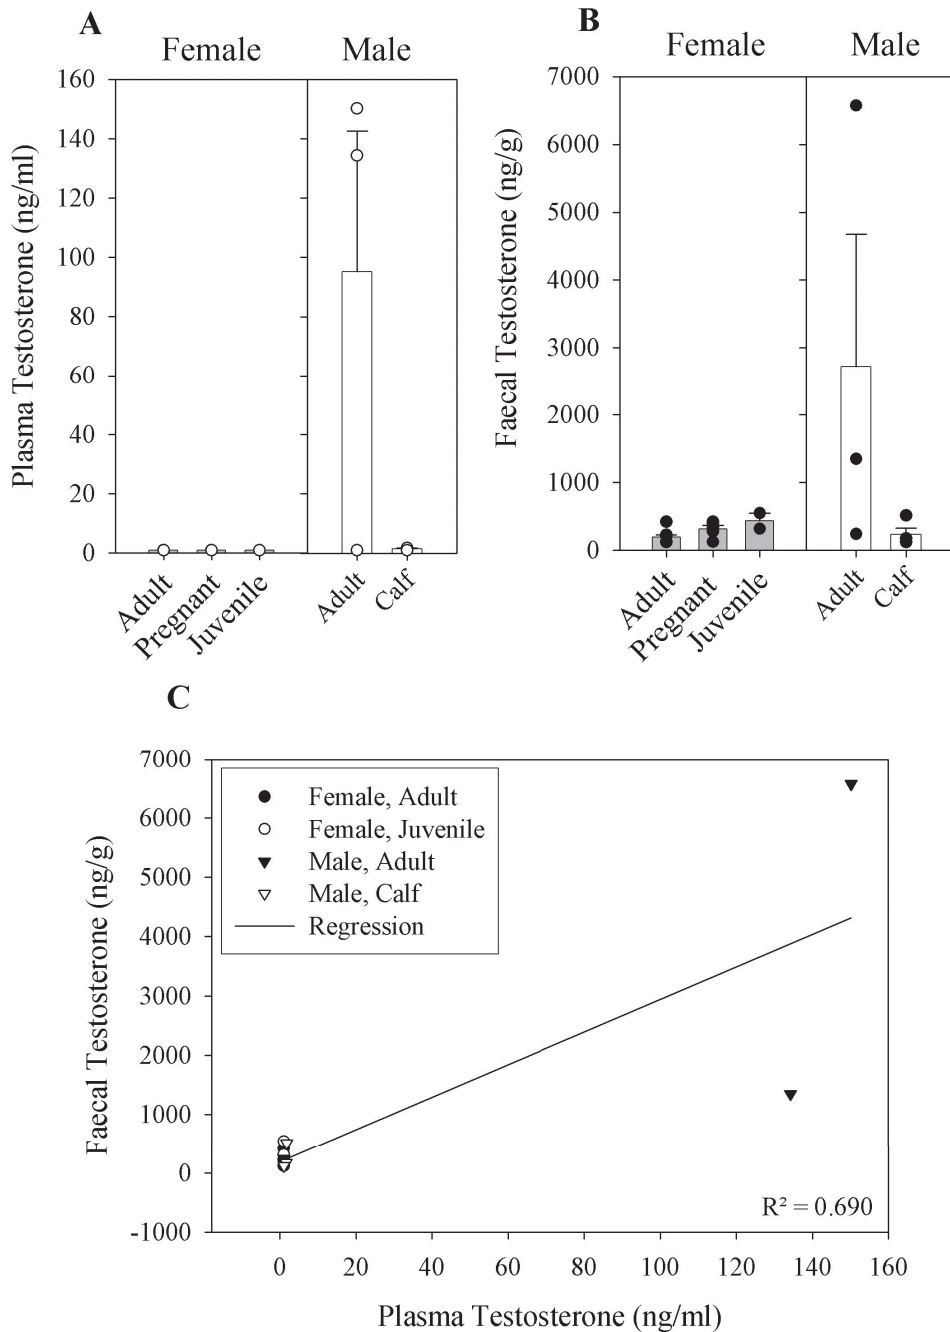 A
Female Male
Plasma Testosterone (ng/ml)
160
140
120
100
80
60
40
20
0
Adult
Pregnant
Juvenile
Adult
Calf
B
Female Male
Faecal Testosterone (ng/g)
7000
6000
5000
4000
3000
2000
1000
0
Adult
Pregnant
Juvenile
Adult
Calf
C
Faecal Testosterone (ng/g)
7000
6000
5000
4000
3000
2000
1000
0
-1000
Female, Adult
Female, Juvenile
Male, Adult
Male, Calf
Regression
R² = 0.690
0 20 40 60 80 100 120 140 160
Plasma Testosterone (ng/ml)